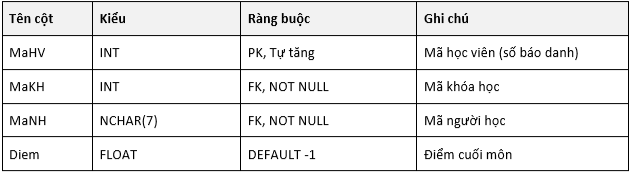 Tên cột Kiểu Ràng buộc Ghi chú
MaHV INT PK, Tự tăng Mã học viên (số báo danh)
MaKH INT FK, NOT NULL Mã khóa học
MaNH NCHAR(7) FK, NOT NULL Mã người học
Diem FLOAT DEFAULT -1 Điểm cuối môn